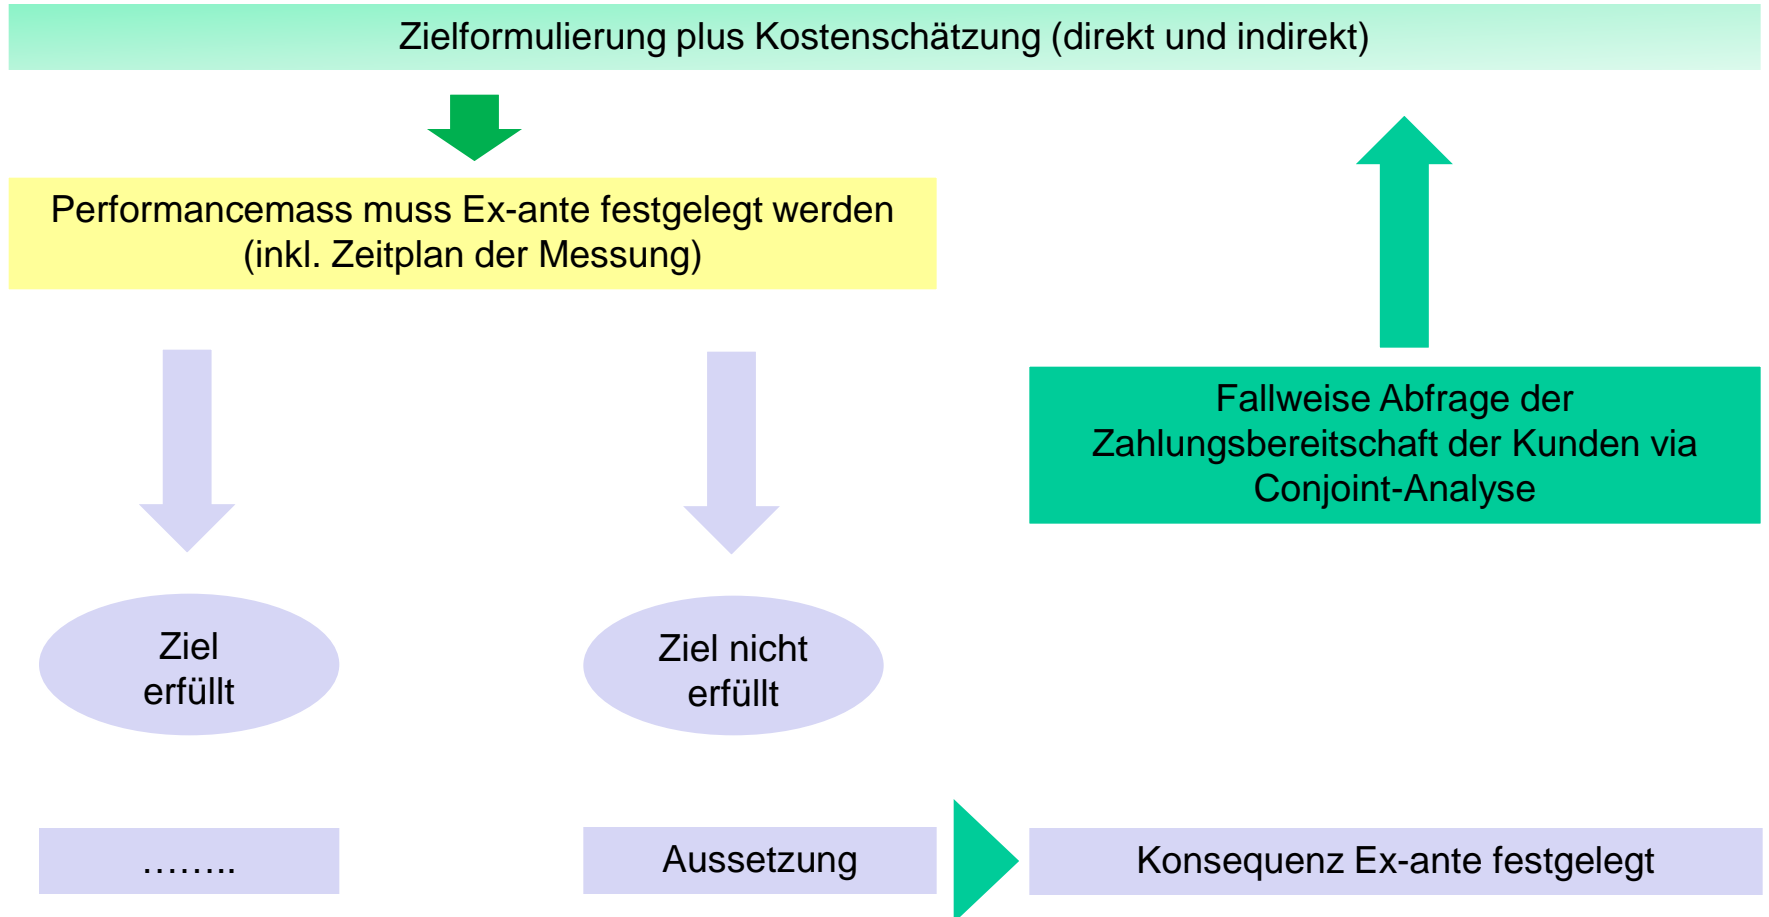 Zielformulierung plus Kostenschätzung (direkt und indirekt)
Performancemass muss Ex-ante festgelegt werden
(inkl. Zeitplan der Messung)
Fallweise Abfrage der
Zahlungsbereitschaft der Kunden via
Conjoint-Analyse
Ziel
erfüllt
Ziel nicht
erfüllt
……..
Aussetzung
Konsequenz Ex-ante festgelegt